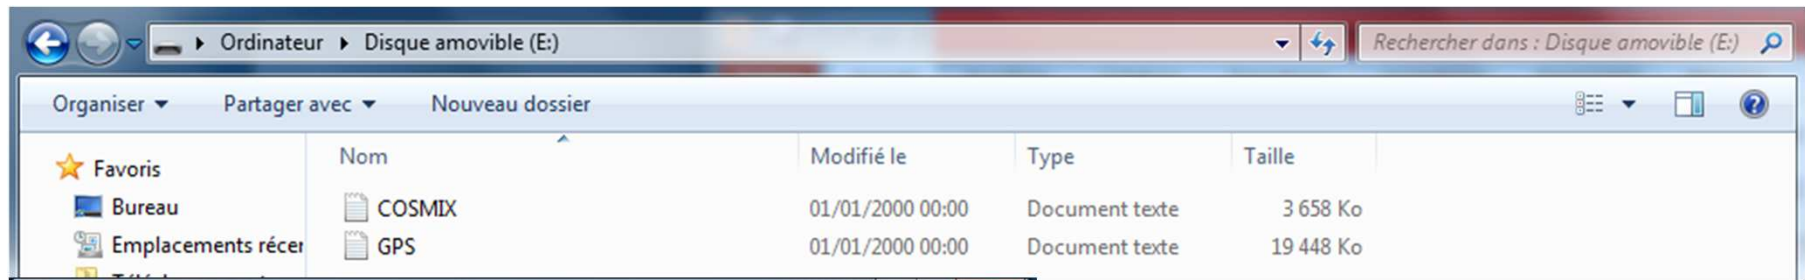 Ordinateur Disque amovible (E:) Rechercher dans : Disque amovible (E:)
Organiser Partager avec Nouveau dossier
Favoris Nom Modifié le Type Taille
Bureau COSMIX 01/01/2000 00:00 Document texte 3 658 Ko
Emplacements récer GPS 01/01/2000 00:00 Document texte 19 448 Ko